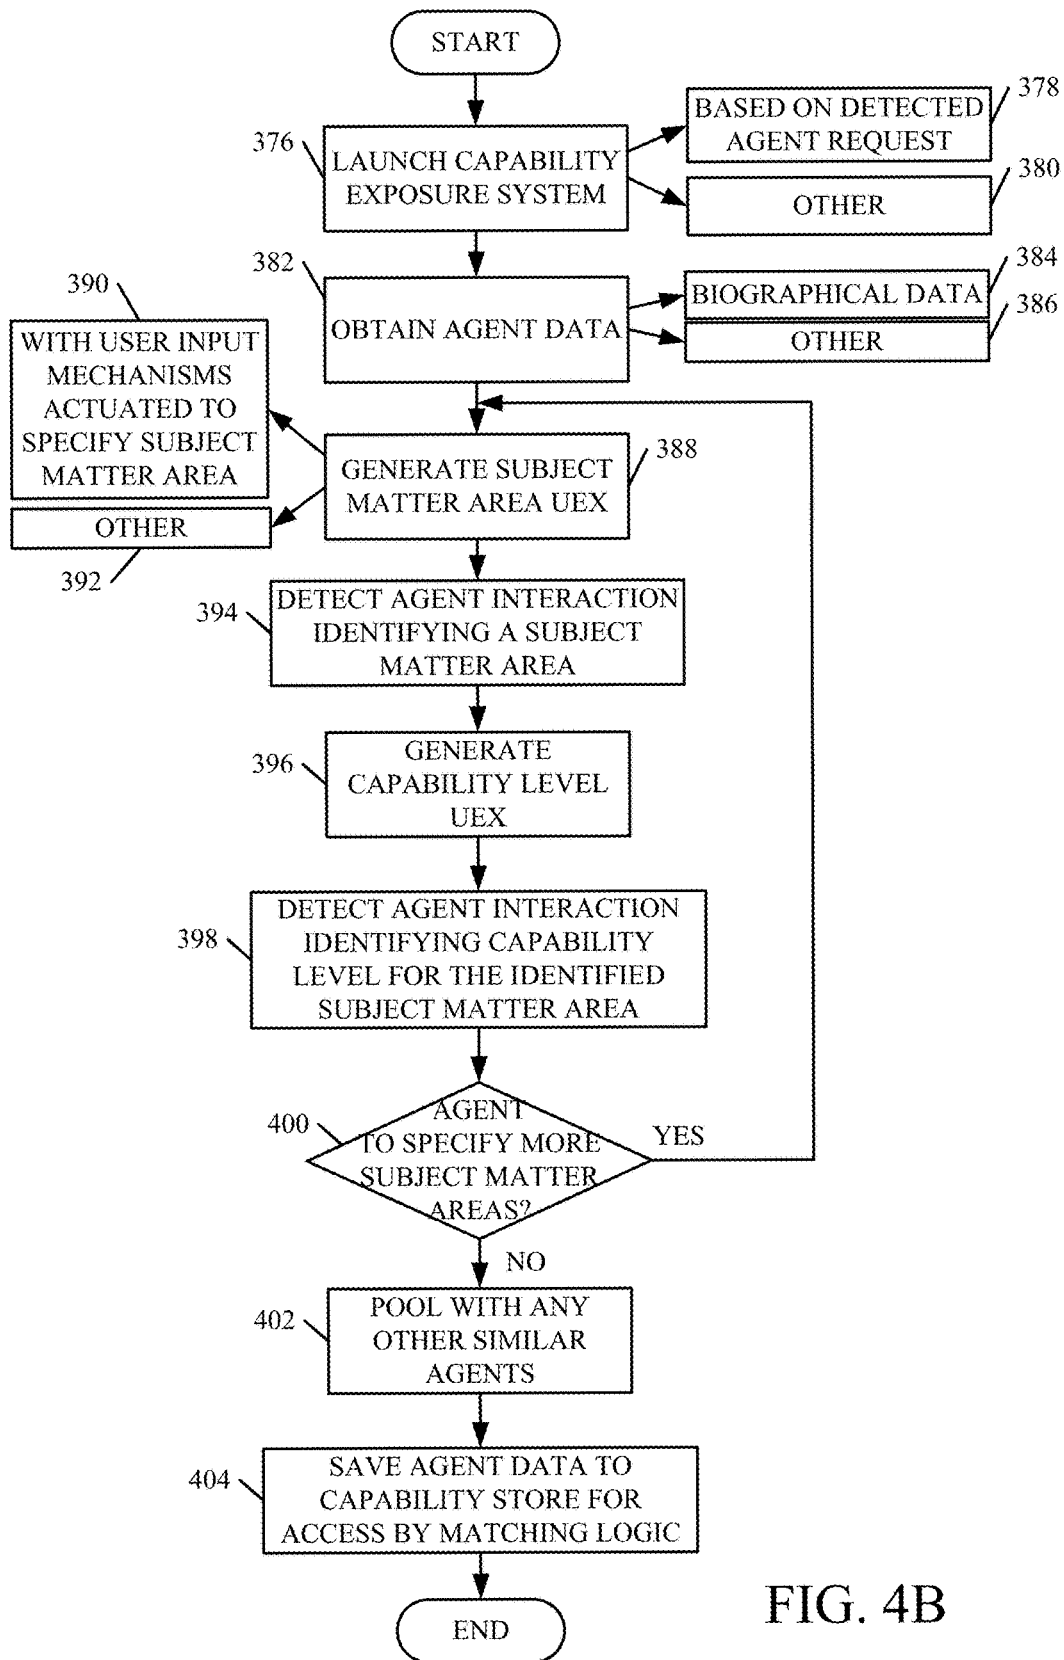 START
376
LAUNCH CAPABILITY
EXPOSURE SYSTEM
BASED ON DETECTED
AGENT REQUEST
378
OTHER
380
382
OBTAIN AGENT DATA
BIOGRAPHICAL DATA
384
OTHER
386
390
WITH USER INPUT
MECHANISMS
ACTUATED TO
SPECIFY SUBJECT
MATTER AREA
GENERATE SUBJECT
MATTER AREA UEX
388
OTHER
392
394
DETECT AGENT INTERACTION
IDENTIFYING A SUBJECT
MATTER AREA
396
GENERATE
CAPABILITY LEVEL
UEX
398
DETECT AGENT INTERACTION
IDENTIFYING CAPABILITY
LEVEL FOR THE IDENTIFIED
SUBJECT MATTER AREA
400
AGENT
TO SPECIFY MORE
SUBJECT MATTER
AREAS?
YES
NO
402
POOL WITH ANY
OTHER SIMILAR
AGENTS
404
SAVE AGENT DATA TO
CAPABILITY STORE FOR
ACCESS BY MATCHING LOGIC
END
FIG. 4B